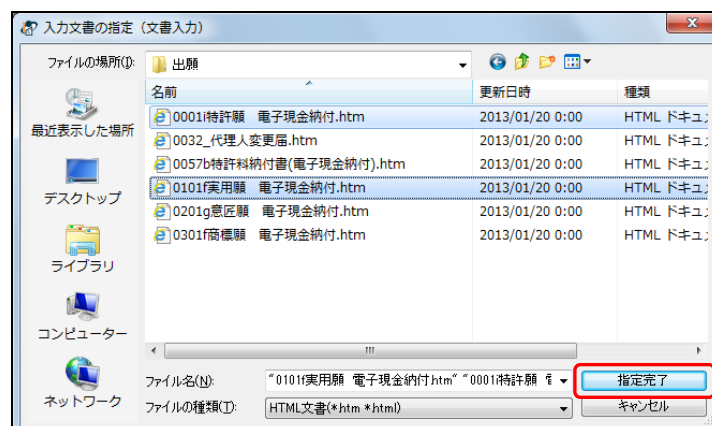 入力文書の指定（文書入力）
ファイルの場所(I): 出願
名前 更新日時 種類
0001i特許願　電子現金納付.htm 2013/01/20 0:00 HTML ドキュ
0032_代理人変更届.htm 2013/01/20 0:00 HTML ドキュ
0057b特許料納付書(電子現金納付).htm 2013/01/20 0:00 HTML ドキュ
0101f実用願　電子現金納付.htm 2013/01/20 0:00 HTML ドキュ
0201g意匠願　電子現金納付.htm 2013/01/20 0:00 HTML ドキュ
0301f商標願　電子現金納付.htm 2013/01/20 0:00 HTML ドキュ
最近表示した場所
デスクトップ
ライブラリ
コンピューター
ネットワーク
ファイル名(N): "0101f実用願　電子現金納付.htm" "0001i特許願 指定完了
ファイルの種類(T): HTML文書(*htm *html) キャンセル